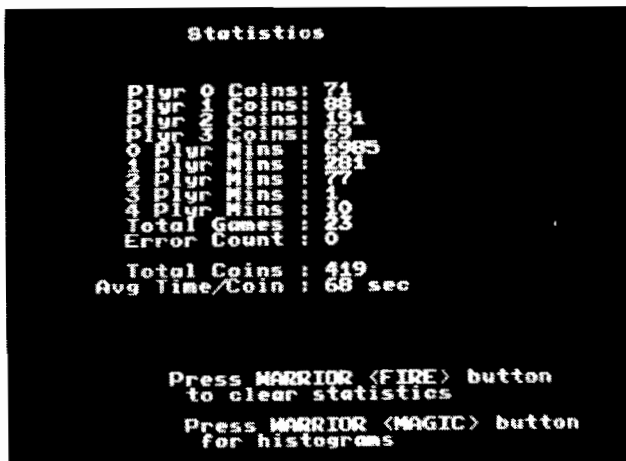 Statistics
Plyr 0 Coins: 71
Plyr 1 Coins: 88
Plyr 2 Coins: 191
Plyr 3 Coins: 69
0 Plyr Mins : 6985
1 Plyr Mins : 281
2 Plyr Mins : 77
3 Plyr Mins : 1
4 Plyr Mins : 10
Total Games : 23
Error Count : 0
Total Coins : 419
Avg Time/Coin : 68 sec
Press WARRIOR <FIRE> button
to clear statistics
Press WARRIOR <MAGIC> button
for histograms